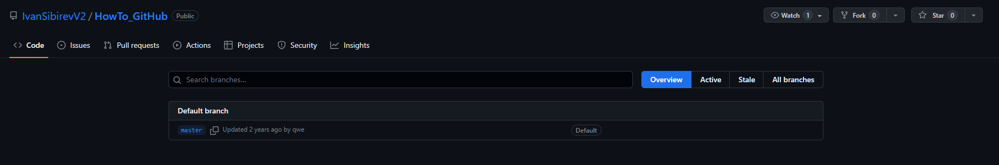 IvanSibirevV2 / HowTo_GitHub Public Watch 1 Fork 0 Star 0
Code Issues Pull requests Actions Projects Security Insights
Search branches... Overview Active Stale All branches
Default branch
master Updated 2 years ago by qwe Default